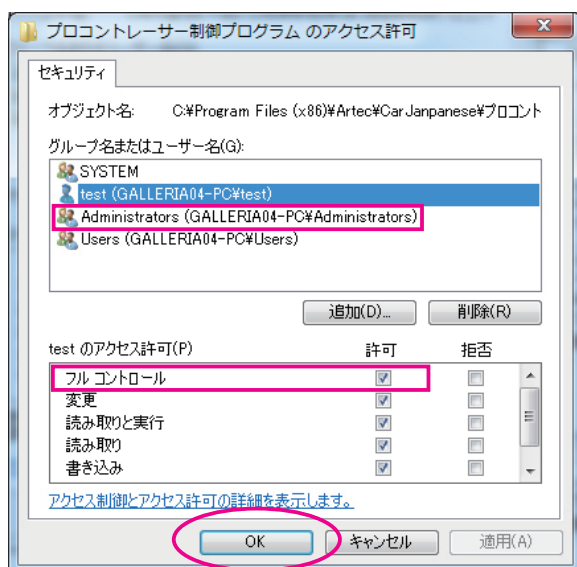 プロコントレーサー制御プログラム のアクセス許可
セキュリティ
オブジェクト名: C:¥Program Files (x86)¥Artec¥CarJanpanese¥プロコント
グループ名またはユーザー名(G):
SYSTEM
test (GALLERIA04-PC¥test)
Administrators (GALLERIA04-PC¥Administrators)
Users (GALLERIA04-PC¥Users)
追加(D)... 削除(R)
test のアクセス許可(P) 許可 拒否
フル コントロール
変更
読み取りと実行
読み取り
書き込み
アクセス制御とアクセス許可の詳細を表示します。
OK キャンセル 適用(A)